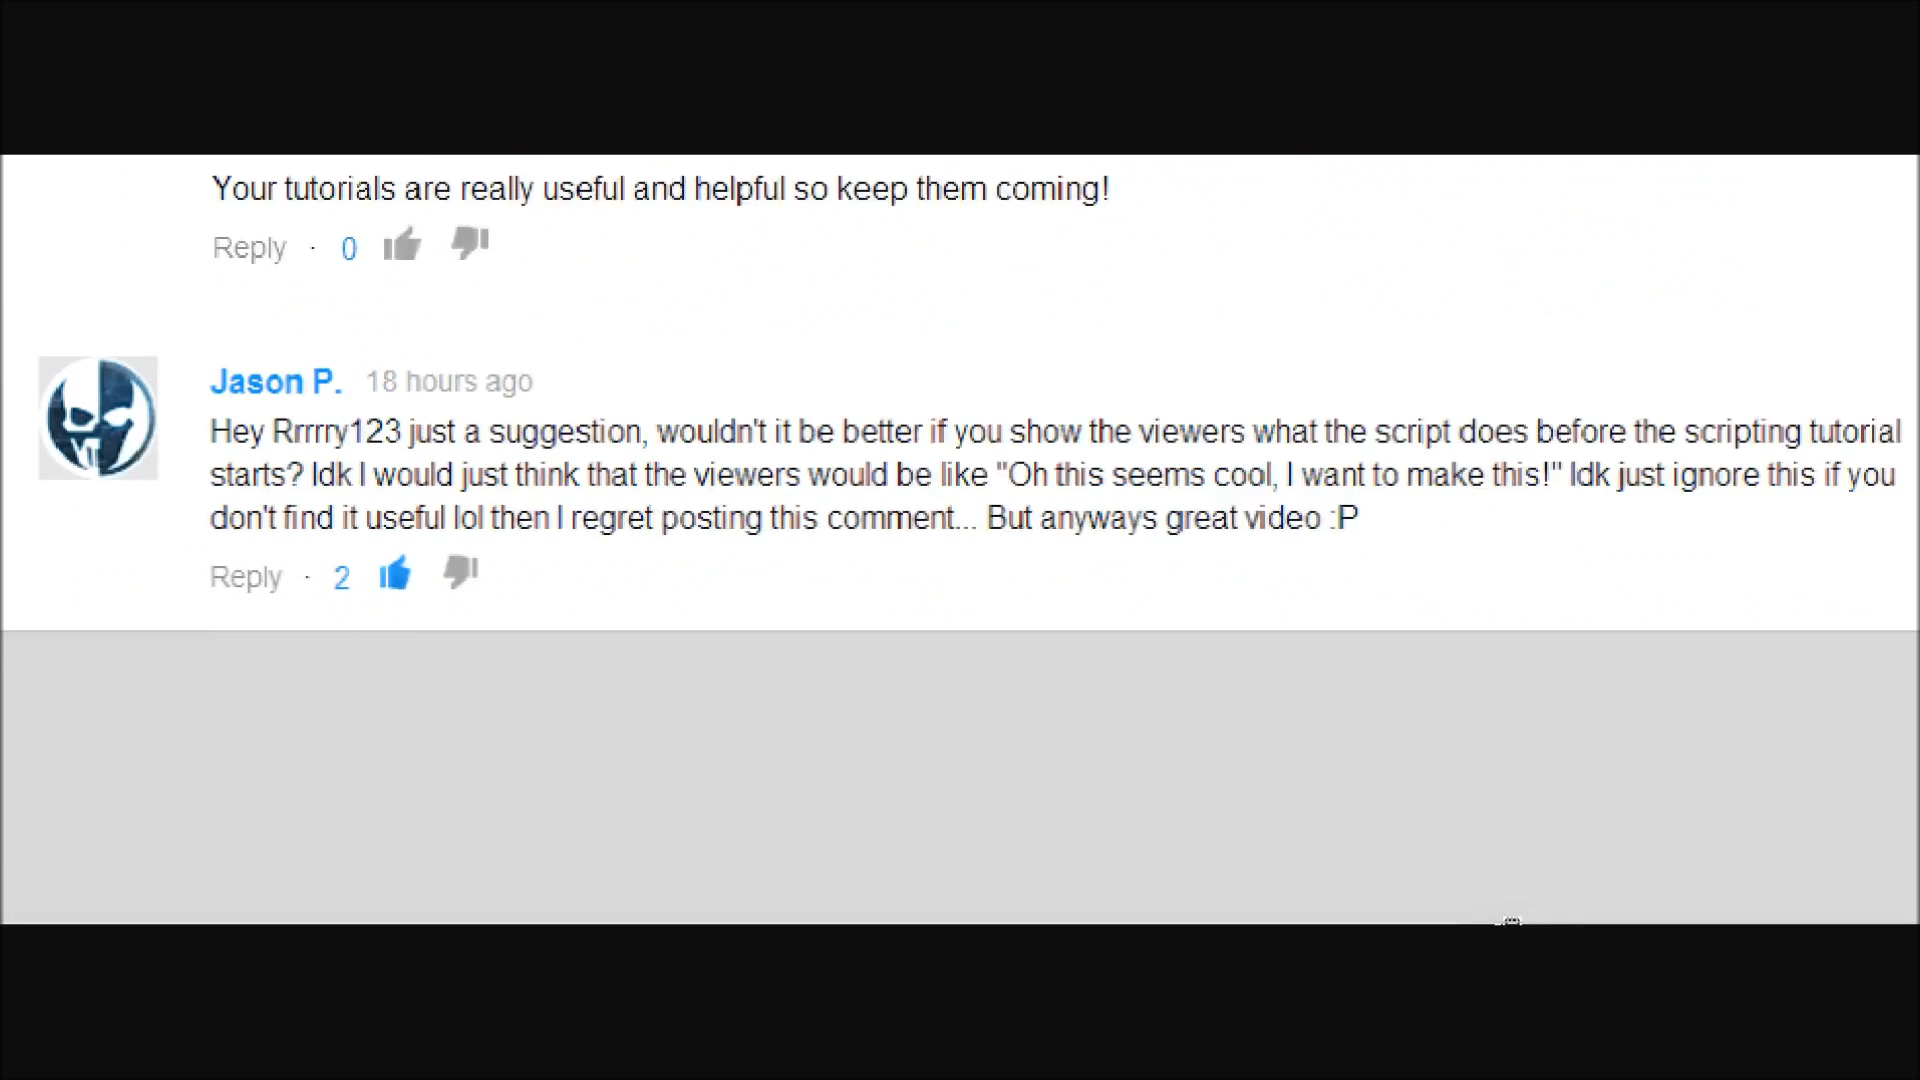 Your tutorials are really useful and helpful so keep them coming!
Reply · 0
Jason P. 18 hours ago
Hey Rrrrry123 just a suggestion, wouldn't it be better if you show the viewers what the script does before the scripting tutorial
starts? Idk I would just think that the viewers would be like "Oh this seems cool, I want to make this!" Idk just ignore this if you
don't find it useful lol then I regret posting this comment... But anyways great video :P
Reply · 2